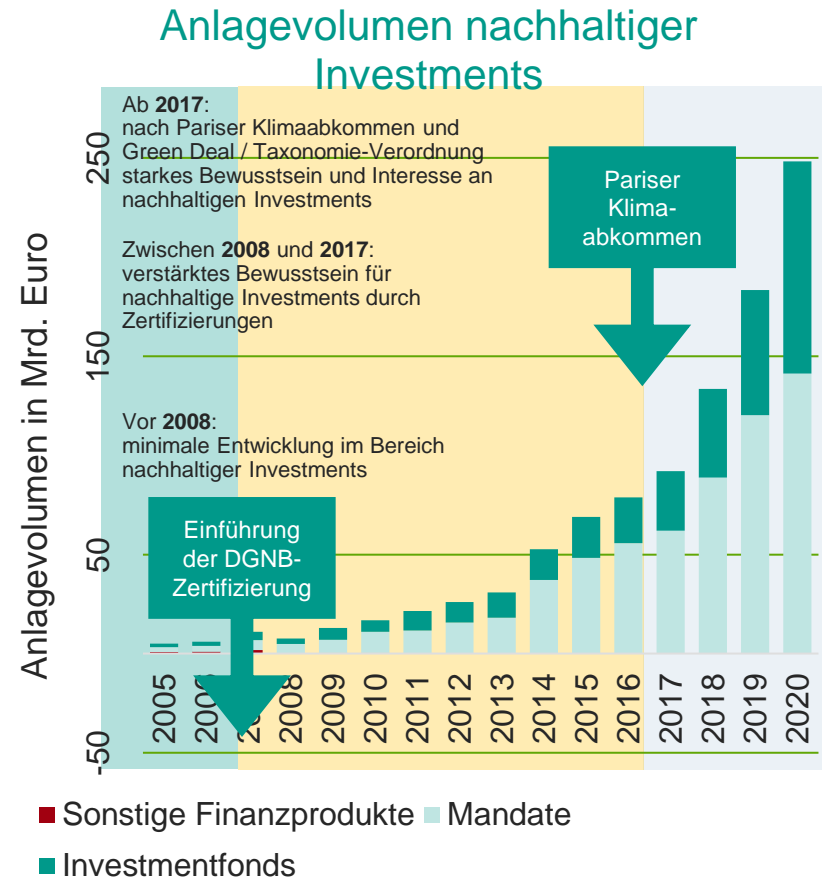 Anlagevolumen nachhaltiger
Investments
Ab 2017:
nach Pariser Klimaabkommen und
Green Deal / Taxonomie-Verordnung
starkes Bewusstsein und Interesse an
nachhaltigen Investments
Zwischen 2008 und 2017:
verstärktes Bewusstsein für
nachhaltige Investments durch
Zertifizierungen
Vor 2008:
minimale Entwicklung im Bereich
nachhaltiger Investments
Pariser
Klima-
abkommen
Einführung
der DGNB-
Zertifizierung
Anlagevolumen in Mrd. Euro
250
150
50
-50
2005
2008
2009
2010
2011
2012
2013
2014
2015
2016
2017
2018
2019
2020
Sonstige Finanzprodukte Mandate
Investmentfonds